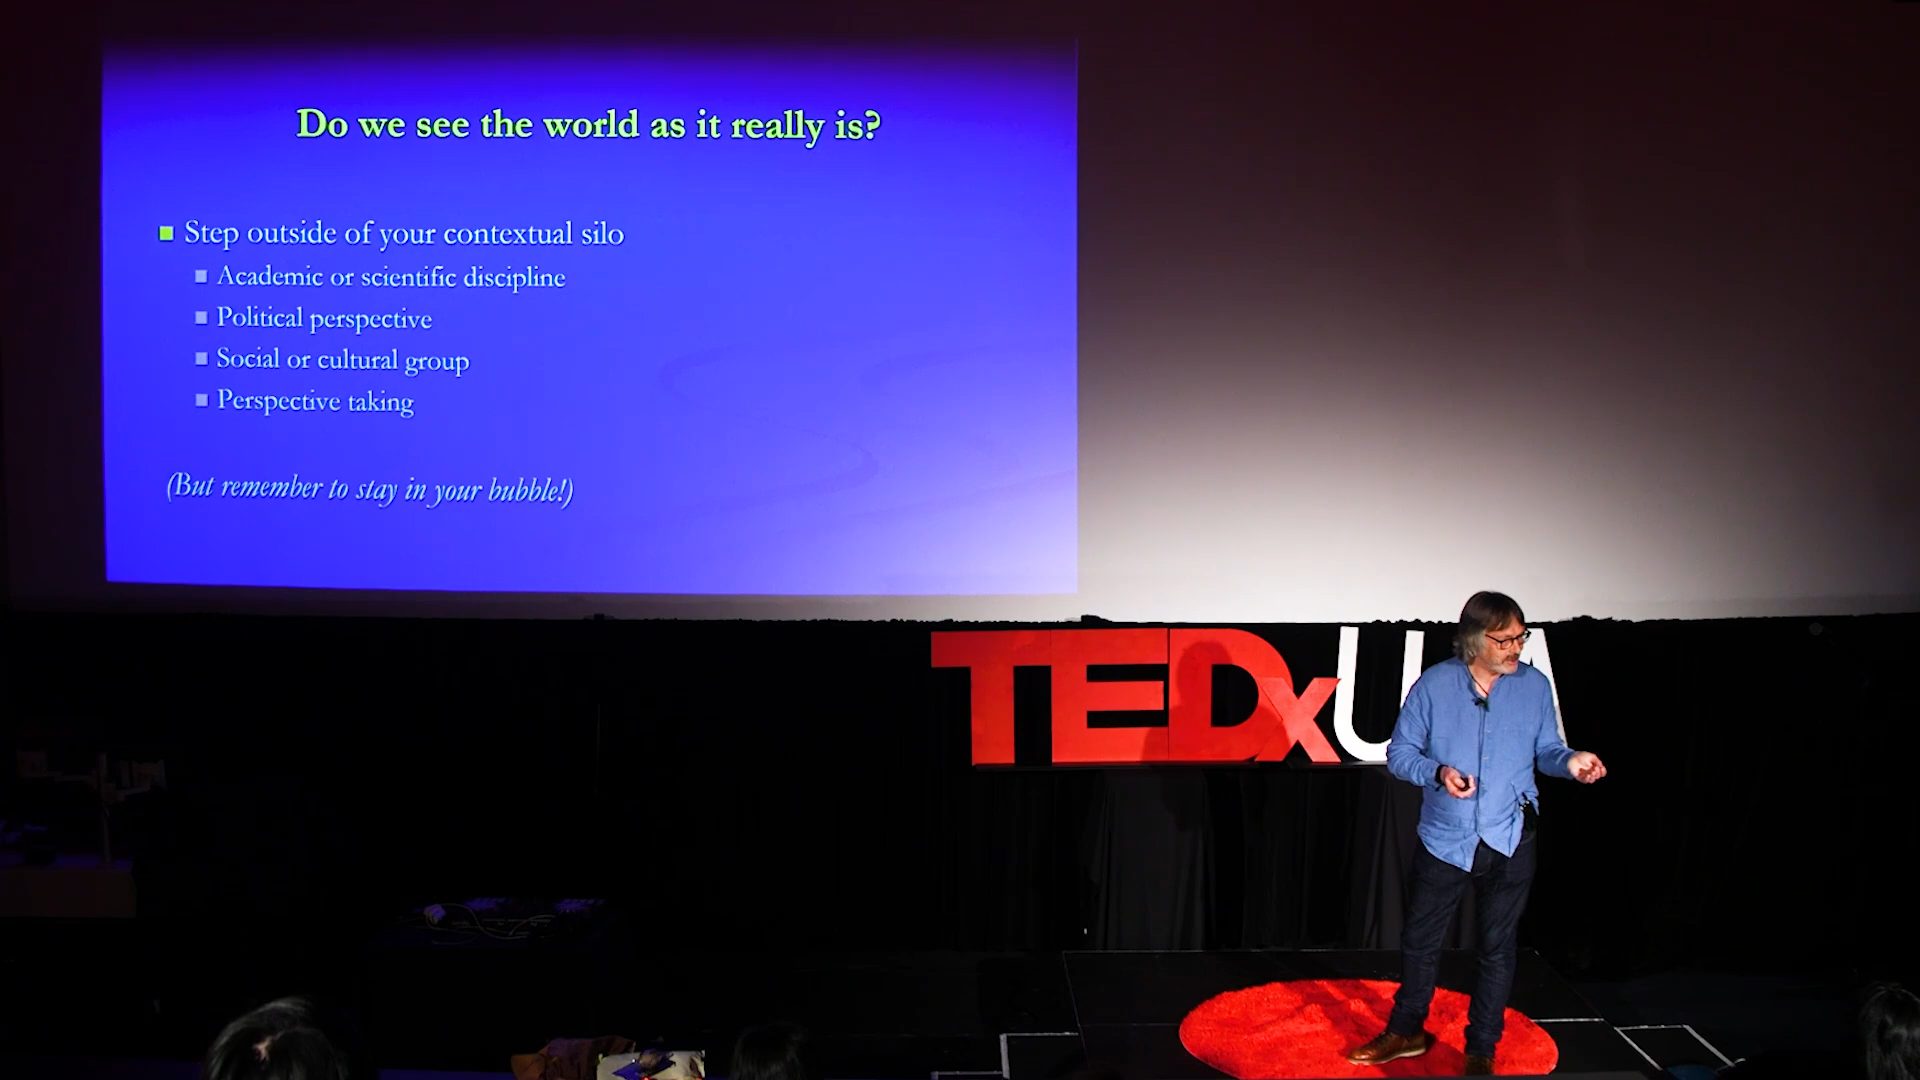 Do we see the world as it really is?
Step outside of your contextual silo
Academic or scientific discipline
Political perspective
Social or cultural group
Perspective taking
(But remember to stay in your bubble!)
TEDx